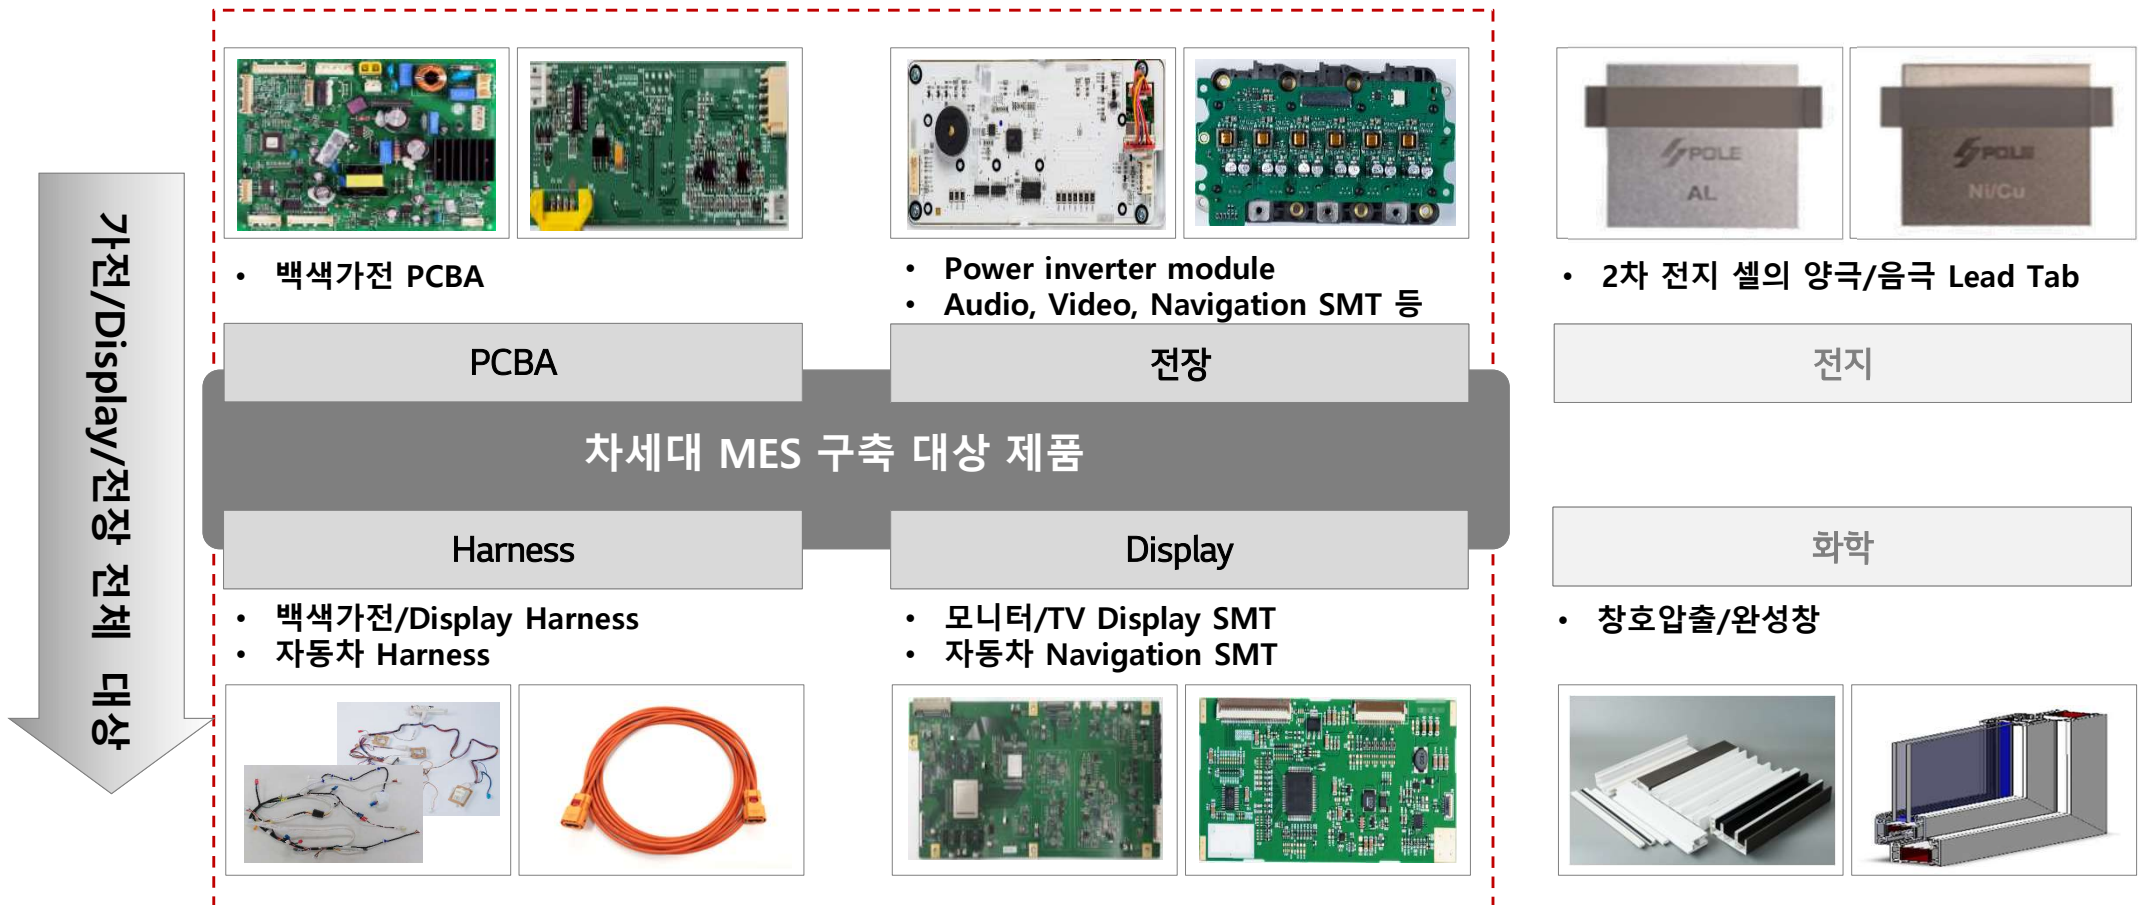 가전/Display/전장 전체 대상
• 백색가전 PCBA
• Power inverter module
• Audio, Video, Navigation SMT 등
POLE
AL
POLE
Ni/Cu
• 2차 전지 셀의 양극/음극 Lead Tab
PCBA
전장
전지
차세대 MES 구축 대상 제품
Harness
Display
화학
• 백색가전/Display Harness
• 자동차 Harness
• 모니터/TV Display SMT
• 자동차 Navigation SMT
• 창호압출/완성창